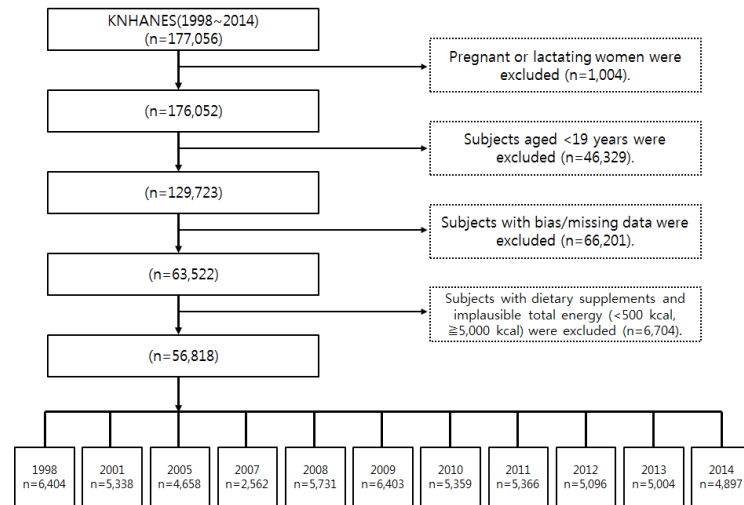 KNHANES(1998~2014)
(n=177,056)
Pregnant or lactating women were
excluded (n=1,004).
(n=176,052)
Subjects aged <19 years were
excluded (n=46,329).
(n=129,723)
Subjects with bias/missing data were
excluded (n=66,201).
(n=63,522)
Subjects with dietary supplements and
implausible total energy (<500 kcal,
≧5,000 kcal) were excluded (n=6,704).
(n=56,818)
1998
n=6,404
2001
n=5,338
2005
n=4,658
2007
n=2,562
2008
n=5,731
2009
n=6,403
2010
n=5,359
2011
n=5,366
2012
n=5,096
2013
n=5,004
2014
n=4,897